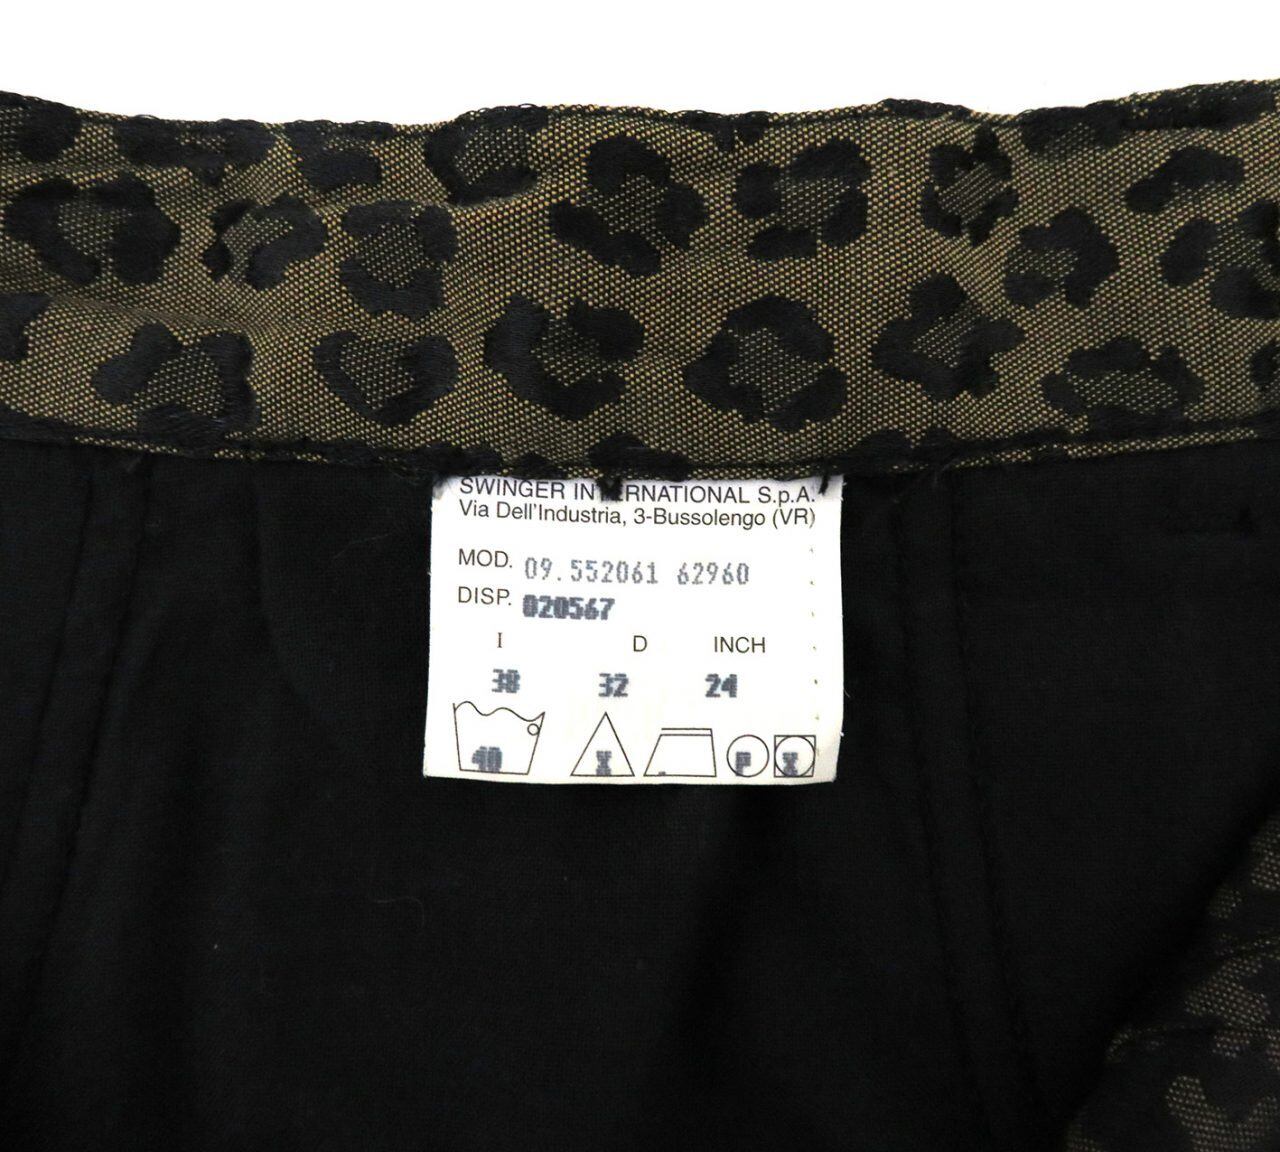 SWINGER INTERNATIONAL S.p.A.
Via Dell'Industria, 3-Bussolengo (VR)
MOD. 09.552061 62960
DISP. 020567
I D INCH
38 32 24
40 X P X